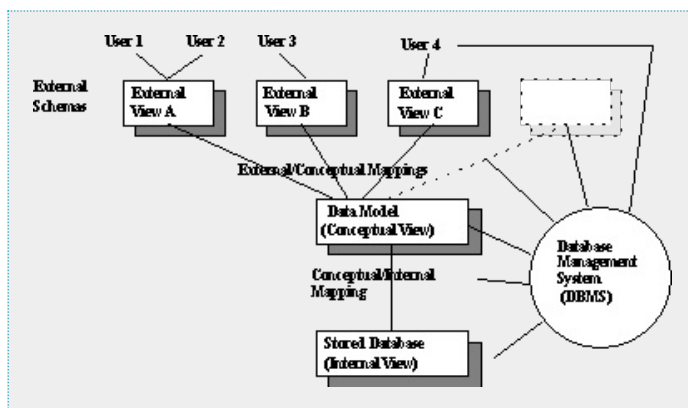 User 1
User 2
User 3
User 4
External
Schemas
External
View A
External
View B
External
View C
External/Conceptual Mappings
Data Model
(Conceptual View)
Database
Management
System
(DBMS)
Conceptual/Internal
Mapping
Stored Database
(Internal View)